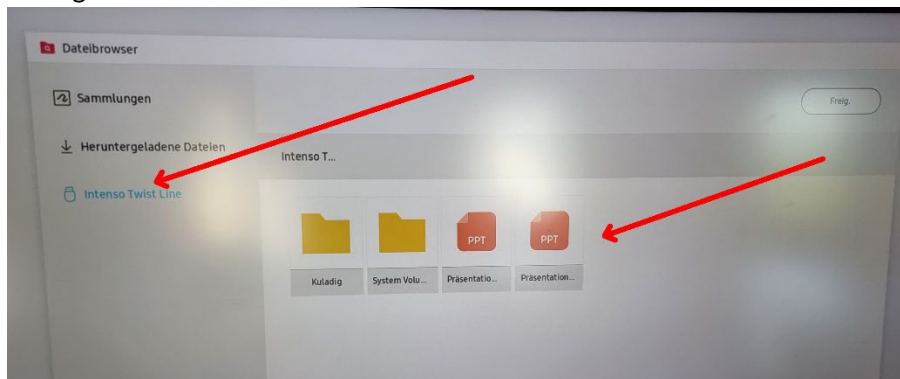 Dateibrowser
Sammlungen
Freig.
Heruntergeladene Dateien
Intenso T...
Intenso Twist Line
PPT
PPT
Kuladig
System Volu...
Präsentatio...
Präsentation...